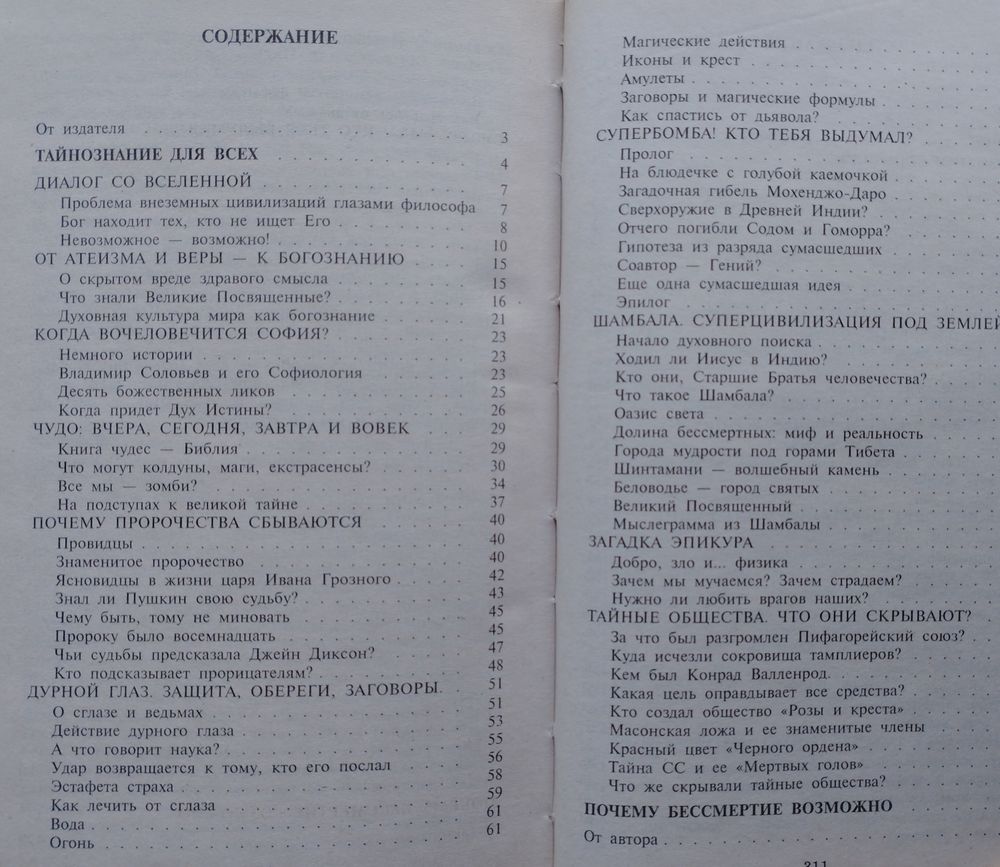 СОДЕРЖАНИЕ
От издателя . . . 3
ТАЙНОЗНАНИЕ ДЛЯ ВСЕХ . . . 4
ДИАЛОГ СО ВСЕЛЕННОЙ . . . 7
Проблема внеземных цивилизаций глазами философа 7
Бог находит тех, кто не ищет Его . . . 8
Невозможное — возможно! . . . 10
ОТ АТЕИЗМА И ВЕРЫ — К БОГОЗНАНИЮ . . . 15
О скрытом вреде здравого смысла . . . 15
Что знали Великие Посвященные? . . . 16
Духовная культура мира как богознание . . . 21
КОГДА ВОЧЕЛОВЕЧИТСЯ СОФИЯ? . . . 23
Немного истории . . . 23
Владимир Соловьев и его Софиология . . . 23
Десять божественных ликов . . . 25
Когда придет Дух Истины? . . . 26
ЧУДО: ВЧЕРА, СЕГОДНЯ, ЗАВТРА И ВОВЕК . . . 29
Книга чудес — Библия . . . 29
Что могут колдуны, маги, екстрасенсы? . . . 30
Все мы — зомби? . . . 34
На подступах к великой тайне . . . 37
ПОЧЕМУ ПРОРОЧЕСТВА СБЫВАЮТСЯ . . . 40
Провидцы . . . 40
Знаменитое пророчество . . . 40
Ясновидцы в жизни царя Ивана Грозного . . . 42
Знал ли Пушкин свою судьбу? . . . 43
Чему быть, тому не миновать . . . 45
Пророку было восемнадцать . . . 45
Чьи судьбы предсказала Джейн Диксон? . . . 47
Кто подсказывает прорицателям? . . . 48
ДУРНОЙ ГЛАЗ. ЗАЩИТА, ОБЕРЕГИ, ЗАГОВОРЫ. . . . 51
О сглазе и ведьмах . . . 51
Действие дурного глаза . . . 53
А что говорит наука? . . . 55
Удар возвращается к тому, кто его послал . . . 56
Эстафета страха . . . 58
Как лечить от сглаза . . . 59
Вода . . . 61
Огонь . . . 61
Магические действия . . .
Иконы и крест . . .
Амулеты . . .
Заговоры и магические формулы . . .
Как спастись от дьявола? . . .
СУПЕРБОМБА! КТО ТЕБЯ ВЫДУМАЛ? . . .
Пролог . . .
На блюдечке с голубой каемочкой . . .
Загадочная гибель Мохенджо-Даро . . .
Сверхоружие в Древней Индии? . . .
Отчего погибли Содом и Гоморра? . . .
Гипотеза из разряда сумасшедших . . .
Соавтор — Гений? . . .
Еще одна сумасшедшая идея . . .
Эпилог . . .
ШАМБАЛА. СУПЕРЦИВИЛИЗАЦИЯ ПОД ЗЕМЛЕЙ
Начало духовного поиска . . .
Ходил ли Иисус в Индию? . . .
Кто они, Старшие Братья человечества? . . .
Что такое Шамбала? . . .
Оазис света . . .
Долина бессмертных: миф и реальность . . .
Города мудрости под горами Тибета . . .
Шинтамани — волшебный камень . . .
Беловодье — город святых . . .
Великий Посвященный . . .
Мыслеграмма из Шамбалы . . .
ЗАГАДКА ЭПИКУРА . . .
Добро, зло и... физика . . .
Зачем мы мучаемся? Зачем страдаем? . . .
Нужно ли любить врагов наших? . . .
ТАЙНЫЕ ОБЩЕСТВА. ЧТО ОНИ СКРЫВАЮТ? . . .
За что был разгромлен Пифагорейский союз? . . .
Куда исчезли сокровища тамплиеров? . . .
Кем был Конрад Валленрод. . . .
Какая цель оправдывает все средства? . . .
Кто создал общество «Розы и креста» . . .
Масонская ложа и ее знаменитые члены . . .
Красный цвет «Черного ордена» . . .
Тайна СС и ее «Мертвых голов» . . .
Что же скрывали тайные общества? . . .
ПОЧЕМУ БЕССМЕРТИЕ ВОЗМОЖНО . . .
От автора . . .
311